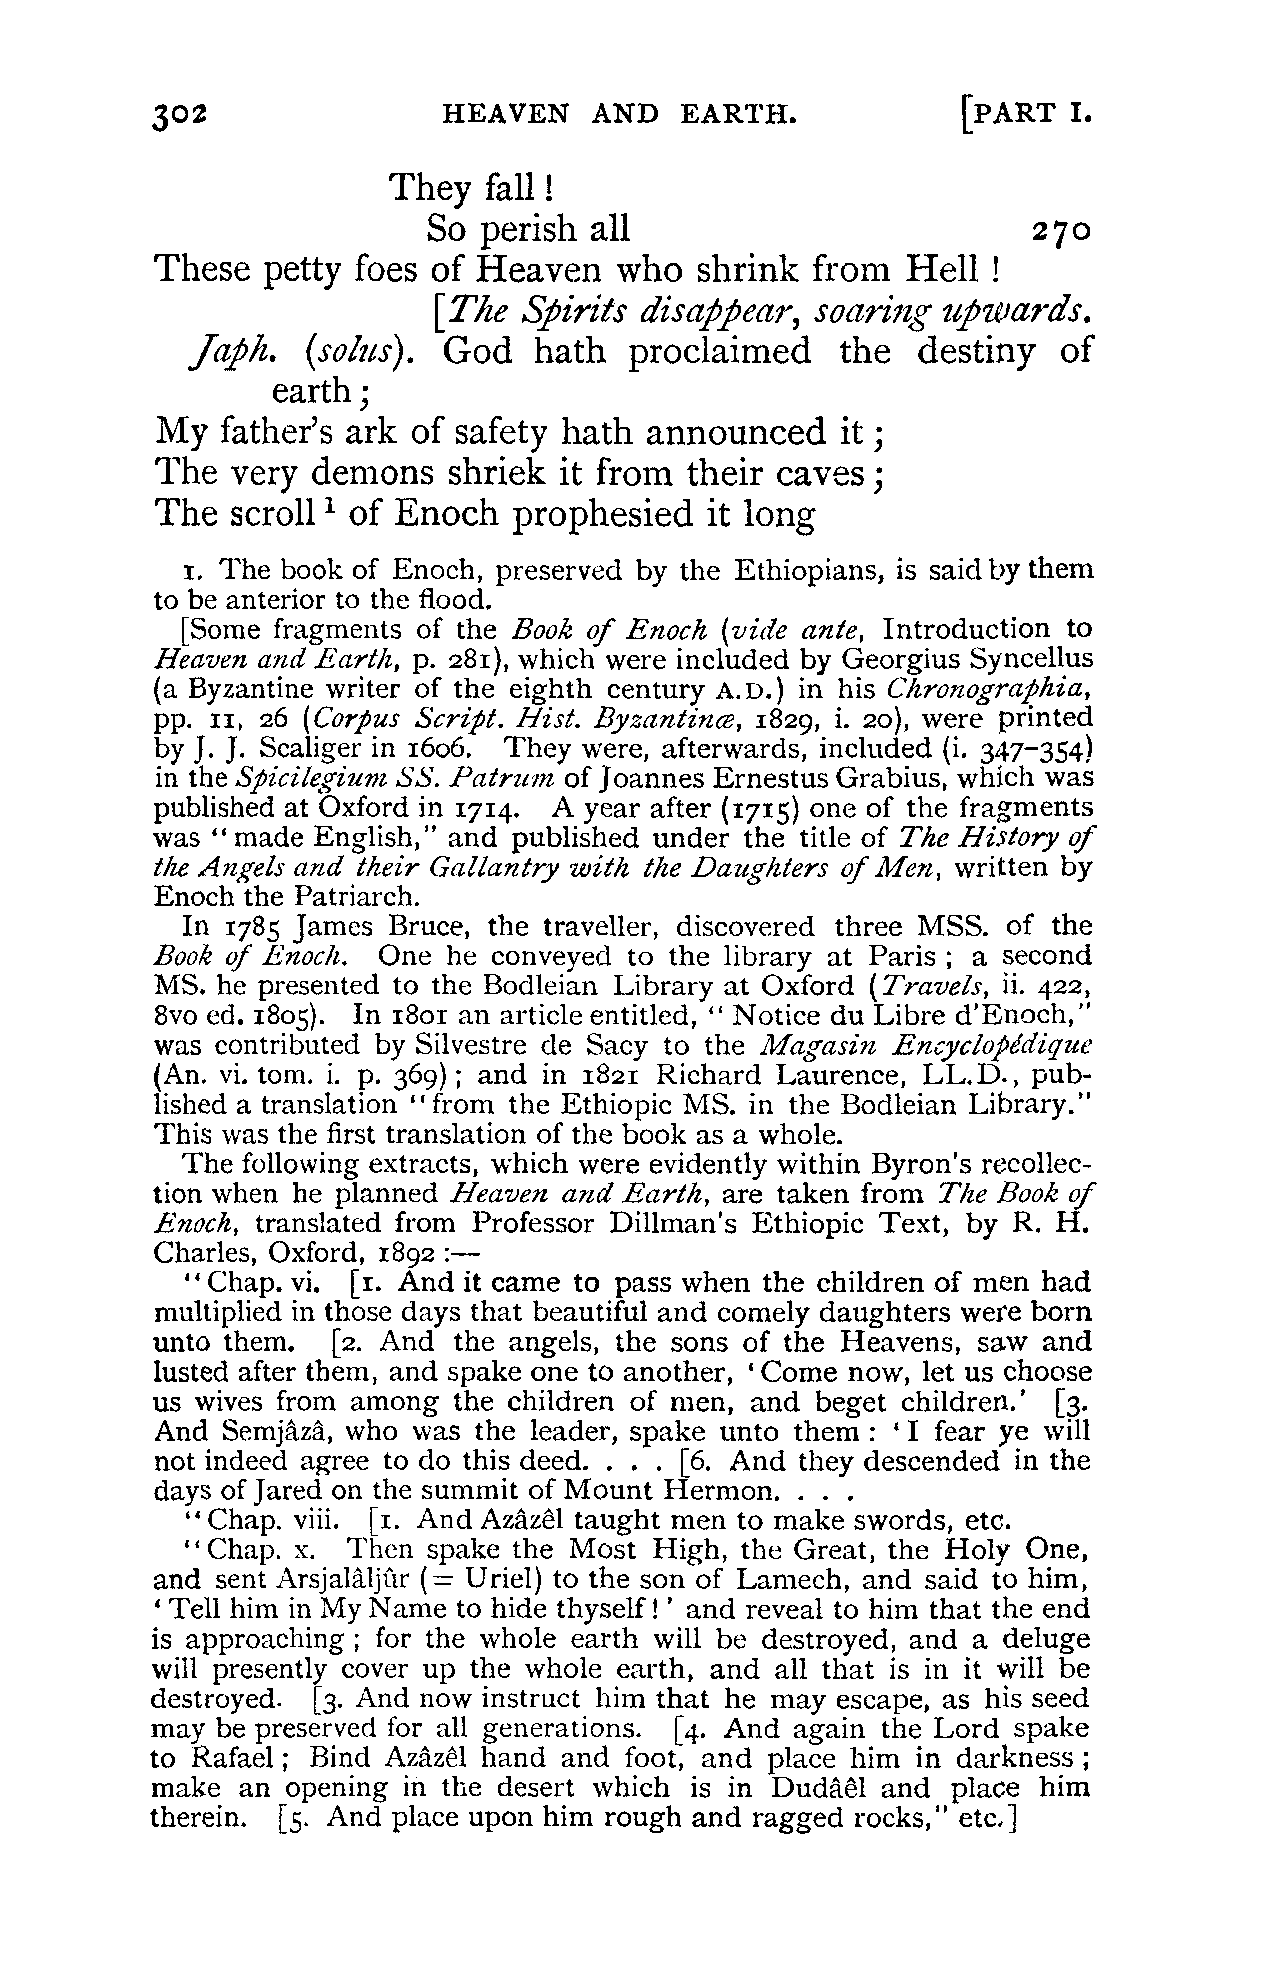 302 HEAVEN AND EARTH. [PART I.
They fall!
So perish all 270
These petty foes of Heaven who shrink from Hell!
[The Spirits disappear, soaring upwards.
Japh. (solus). God hath proclaimed the destiny of
earth;
My father's ark of safety hath announced it;
The very demons shriek it from their caves;
The scroll¹ of Enoch prophesied it long
1. The book of Enoch, preserved by the Ethiopians, is said by them
to be anterior to the flood.
[Some fragments of the Book of Enoch (vide ante, Introduction to
Heaven and Earth, p. 281), which were included by Georgius Syncellus
(a Byzantine writer of the eighth century A.D.) in his Chronographia,
pp. 11, 26 (Corpus Script. Hist. Byzantinæ, 1829, i. 20), were printed
by J. J. Scaliger in 1606. They were, afterwards, included (i. 347-354)
in the Spicilegium SS. Patrum of Joannes Ernestus Grabius, which was
published at Oxford in 1714. A year after (1715) one of the fragments
was "made English," and published under the title of The History of
the Angels and their Gallantry with the Daughters of Men, written by
Enoch the Patriarch.
In 1785 James Bruce, the traveller, discovered three MSS. of the
Book of Enoch. One he conveyed to the library at Paris; a second
MS. he presented to the Bodleian Library at Oxford (Travels, ii. 422,
8vo ed. 1805). In 1801 an article entitled, "Notice du Libre d'Enoch,"
was contributed by Silvestre de Sacy to the Magasin Encyclopédique
(An. vi. tom. i. p. 369); and in 1821 Richard Laurence, LL.D., pub-
lished a translation "from the Ethiopic MS. in the Bodleian Library."
This was the first translation of the book as a whole.
The following extracts, which were evidently within Byron's recollec-
tion when he planned Heaven and Earth, are taken from The Book of
Enoch, translated from Professor Dillman's Ethiopic Text, by R. H.
Charles, Oxford, 1892:—
"Chap. vi. [1. And it came to pass when the children of men had
multiplied in those days that beautiful and comely daughters were born
unto them. [2. And the angels, the sons of the Heavens, saw and
lusted after them, and spake one to another, 'Come now, let us choose
us wives from among the children of men, and beget children.' [3.
And Semjâzâ, who was the leader, spake unto them: 'I fear ye will
not indeed agree to do this deed. . . . [6. And they descended in the
days of Jared on the summit of Mount Hermon. . . .
"Chap. viii. [1. And Azâzêl taught men to make swords, etc.
"Chap. x. Then spake the Most High, the Great, the Holy One,
and sent Arsjalâljûr (= Uriel) to the son of Lamech, and said to him,
'Tell him in My Name to hide thyself!' and reveal to him that the end
is approaching; for the whole earth will be destroyed, and a deluge
will presently cover up the whole earth, and all that is in it will be
destroyed. [3. And now instruct him that he may escape, as his seed
may be preserved for all generations. [4. And again the Lord spake
to Rafael; Bind Azâzêl hand and foot, and place him in darkness;
make an opening in the desert which is in Dudâêl and place him
therein. [5. And place upon him rough and ragged rocks," etc.]